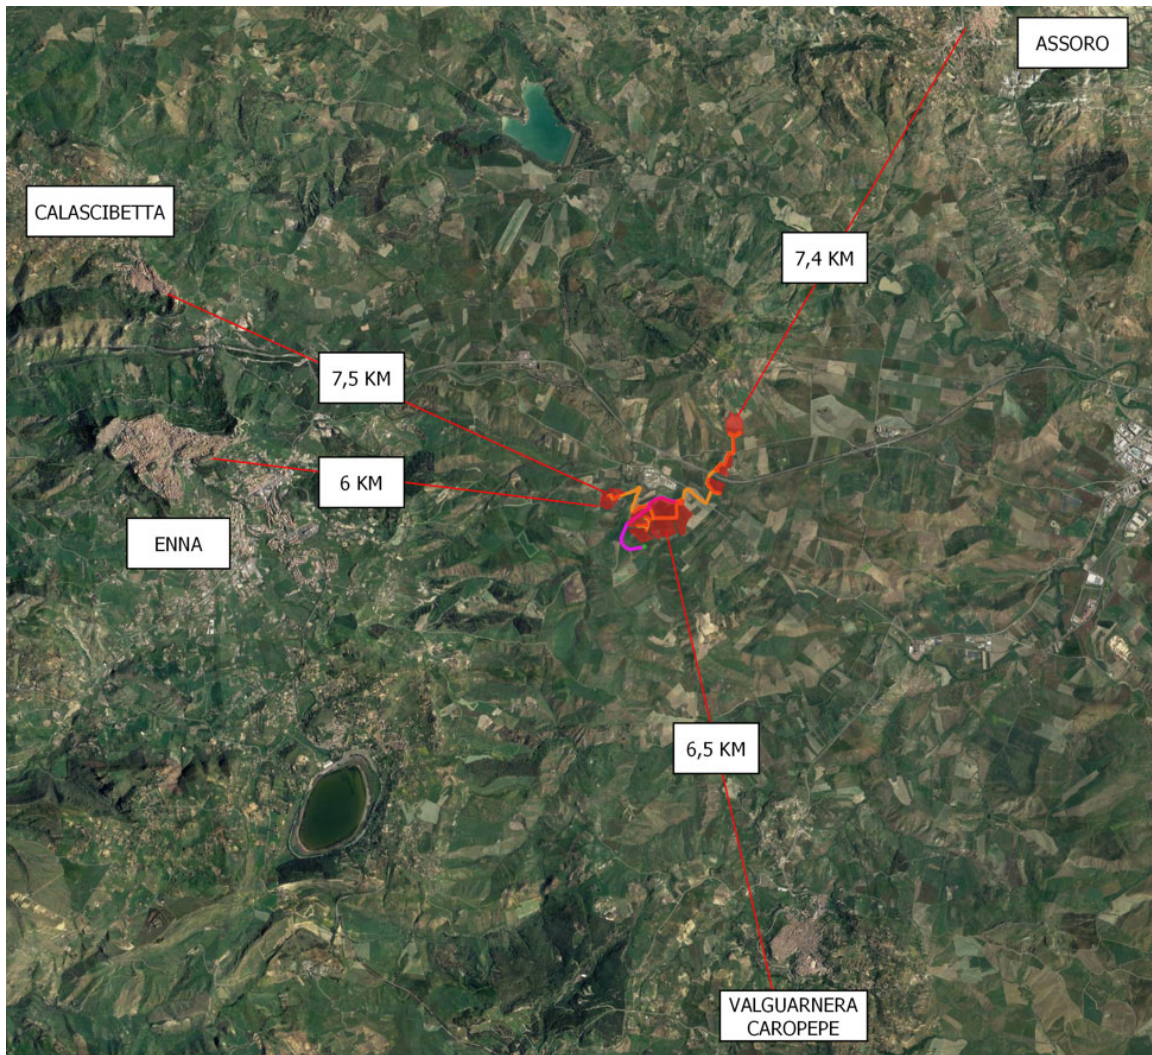 ASSORO
CALASCIBETTA
7,4 KM
7,5 KM
6 KM
ENNA
6,5 KM
VALGUARNERA
CAROPEPE